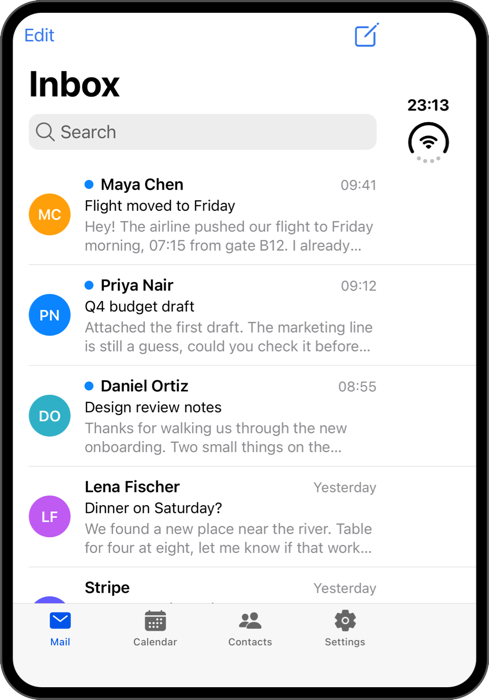 Edit
Inbox
23:13
Search
Maya Chen 09:41
Flight moved to Friday
MC
Hey! The airline pushed our flight to Friday
morning, 07:15 from gate B12. I already...
Priya Nair 09:12
Q4 budget draft
PN
Attached the first draft. The marketing line
is still a guess, could you check it before...
Daniel Ortiz 08:55
Design review notes
DO
Thanks for walking us through the new
onboarding. Two small things on the...
Lena Fischer Yesterday
Dinner on Saturday?
LF
We found a new place near the river. Table
for four at eight, let me know if that work...
Stripe Yesterday
Mail Calendar Contacts Settings